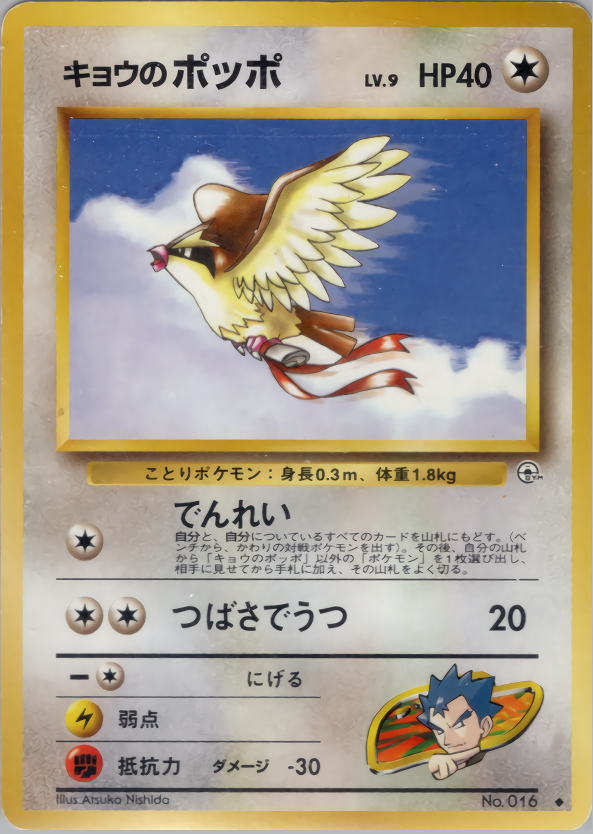 キョウのポッポ LV.9 HP40
ことりポケモン：身長0.3m、体重1.8kg
GYM
でんれい
自分と、自分についているすべてのカードを山札にもどす。（ベ
ンチから、かわりの対戦ポケモンを出す）。その後、自分の山札
から「キョウのポッポ」以外の「ポケモン」を1枚選び出し、
相手に見せてから手札に加え、その山札をよく切る。
つばさでうつ 20
にげる
弱点
抵抗力 ダメージ -30
Illus.Atsuko Nishida No.016